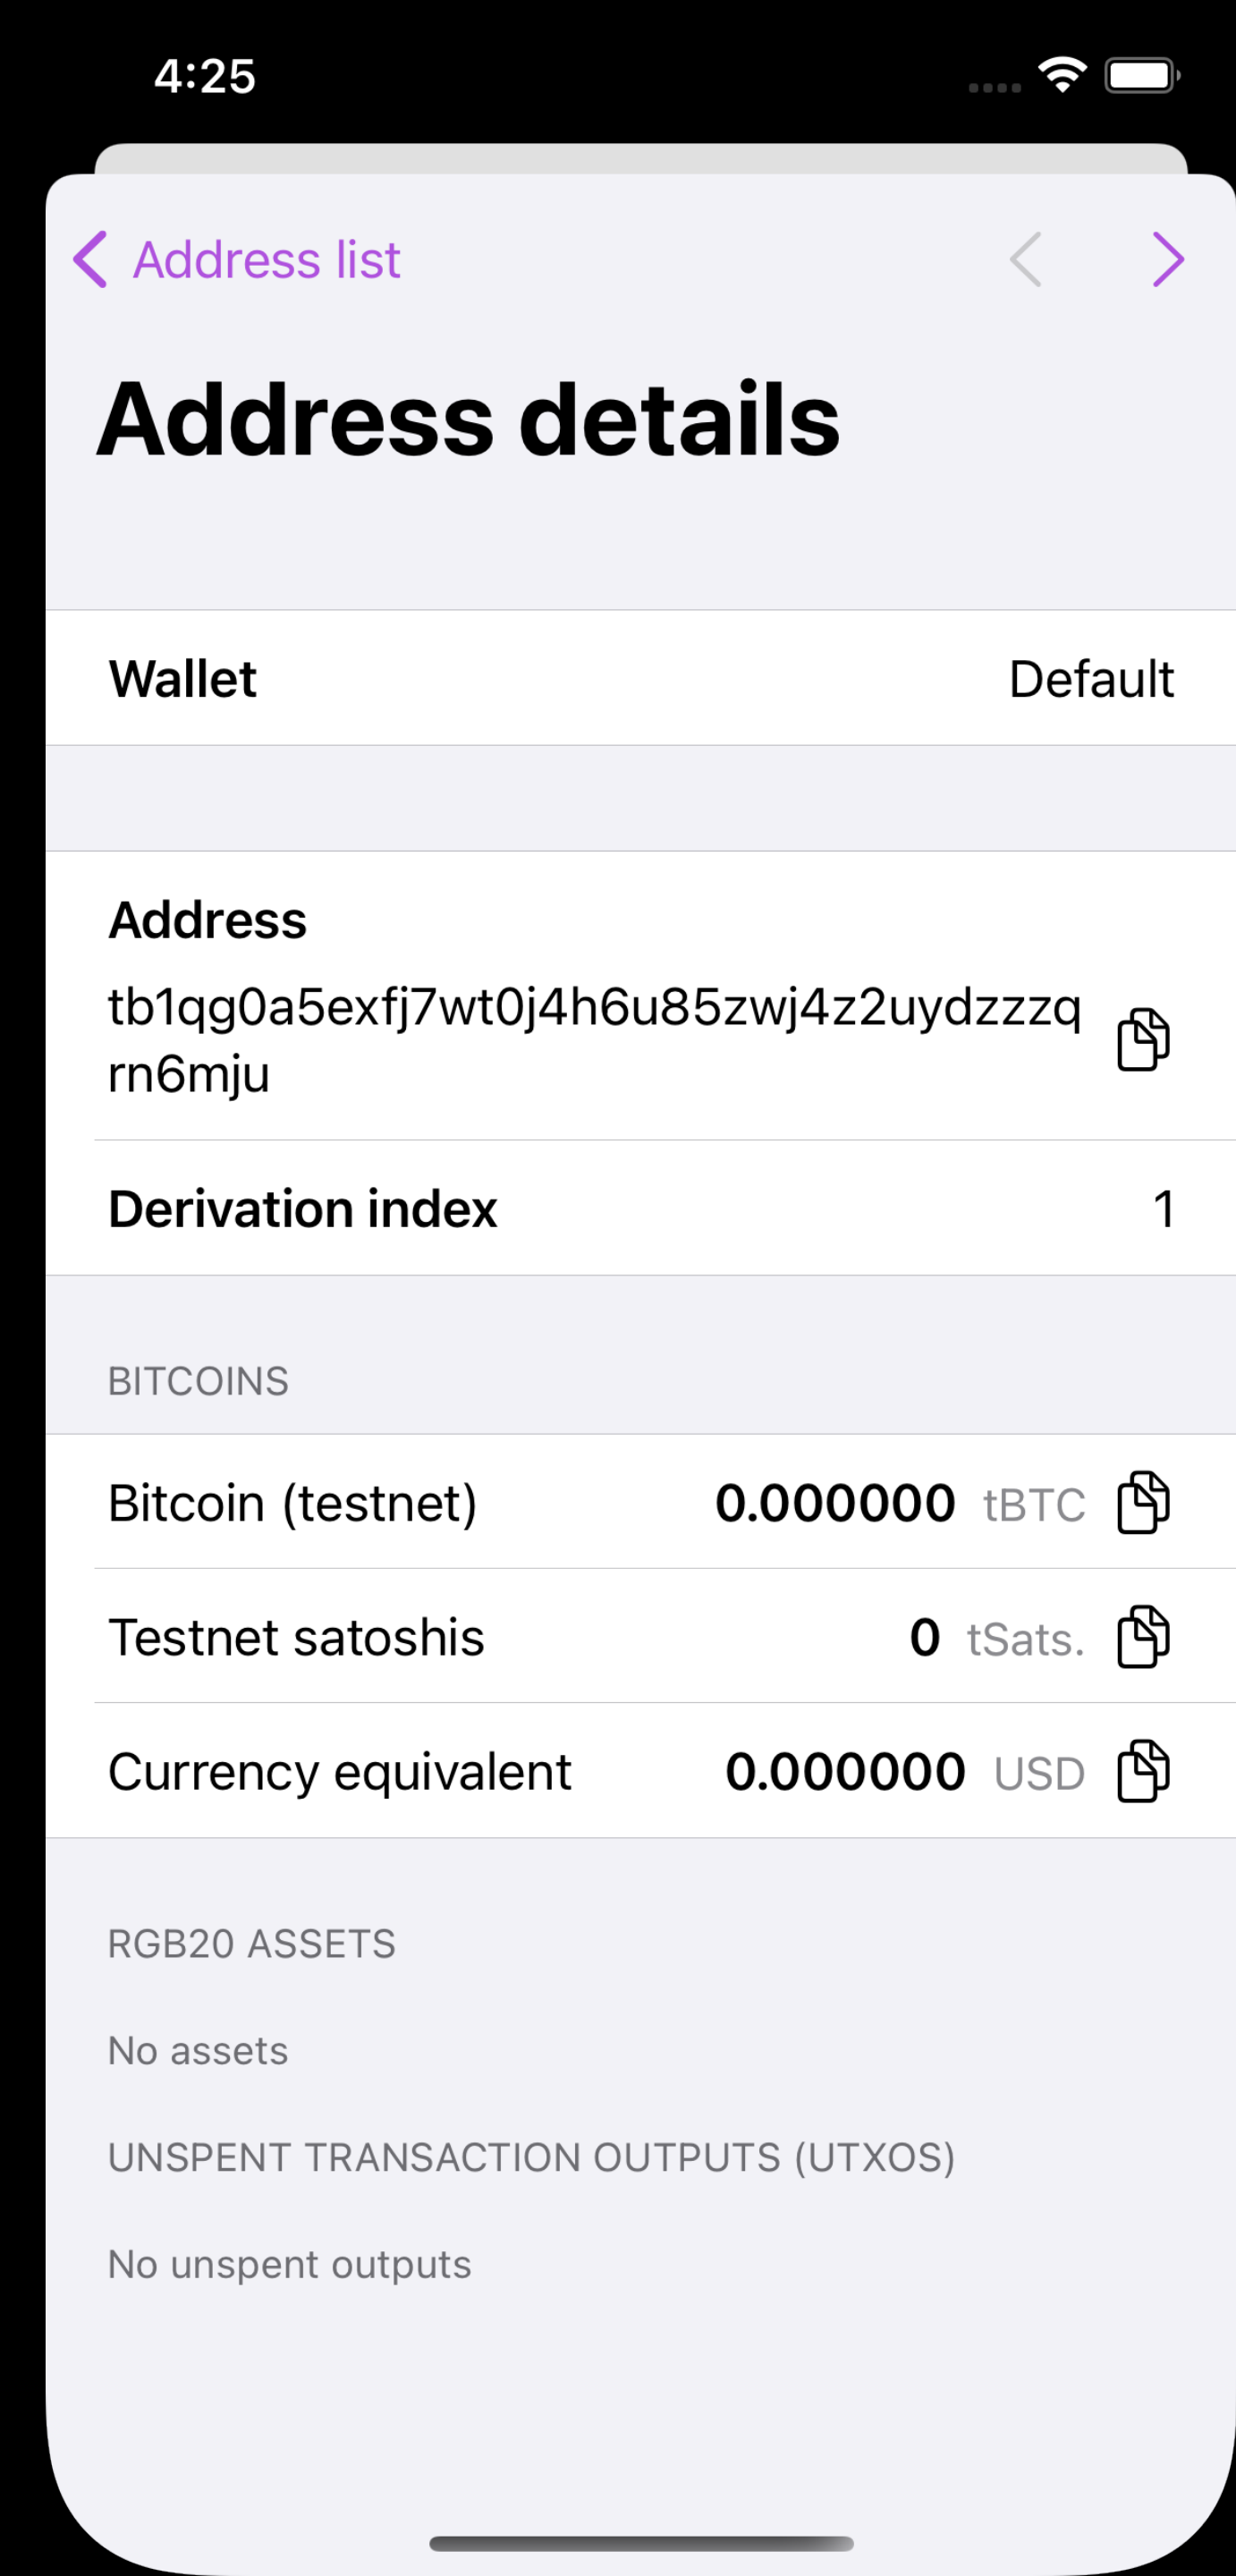 4:25
Address list
Address details
Wallet Default
Address
tb1qg0a5exfj7wt0j4h6u85zwj4z2uydzzzq
rn6mju
Derivation index 1
BITCOINS
Bitcoin (testnet) 0.000000 tBTC
Testnet satoshis 0 tSats.
Currency equivalent 0.000000 USD
RGB20 ASSETS
No assets
UNSPENT TRANSACTION OUTPUTS (UTXOS)
No unspent outputs